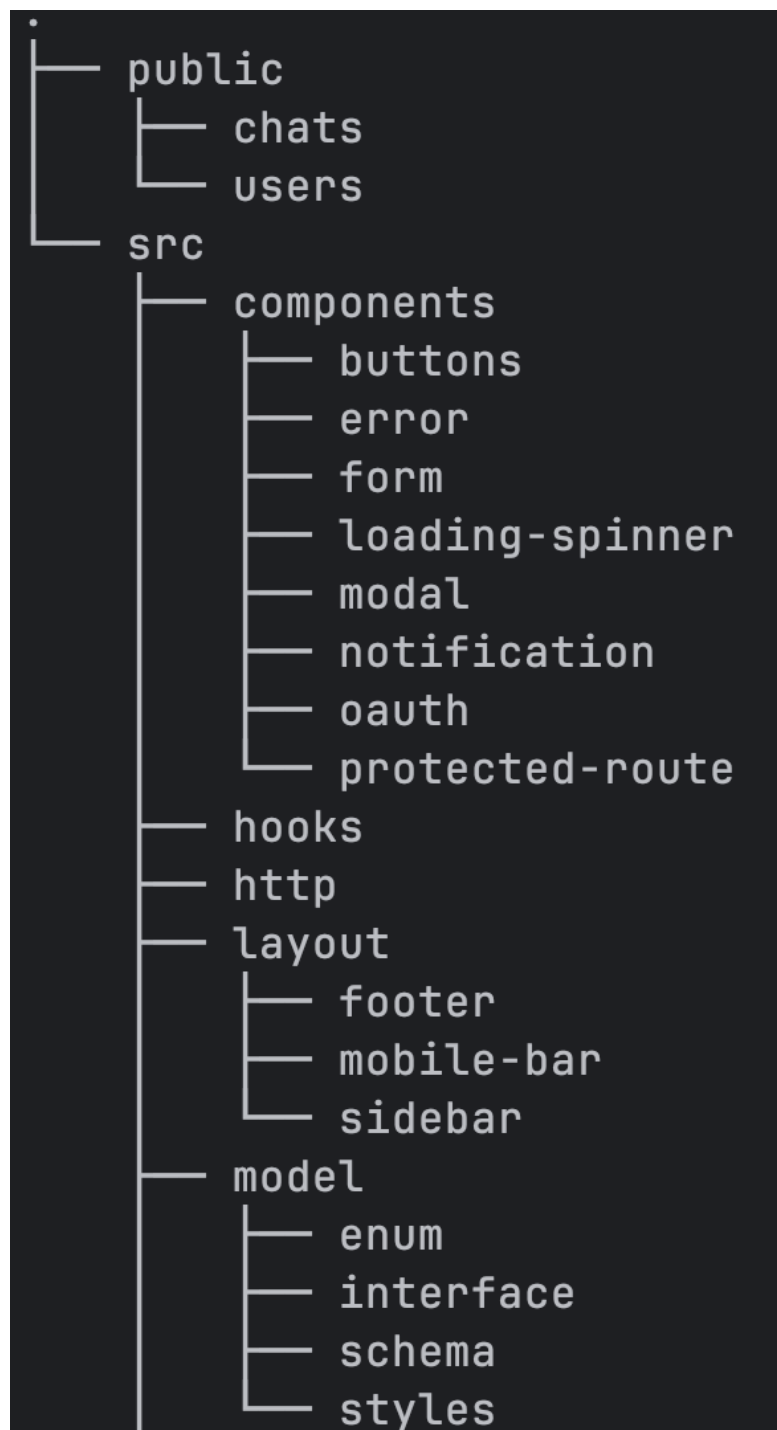 .
public
chats
users
src
components
buttons
error
form
loading-spinner
modal
notification
oauth
protected-route
hooks
http
layout
footer
mobile-bar
sidebar
model
enum
interface
schema
styles